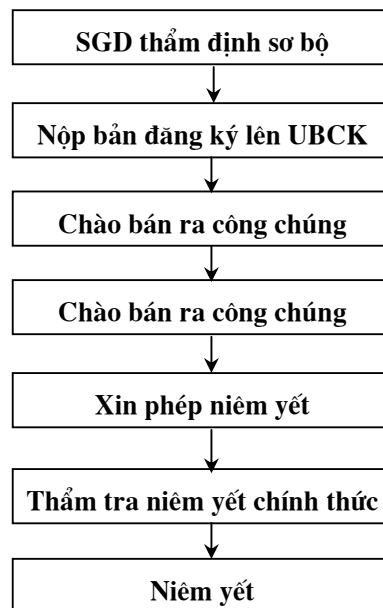 SGD thẩm định sơ bộ
Nộp bản đăng ký lên UBCK
Chào bán ra công chúng
Chào bán ra công chúng
Xin phép niêm yết
Thẩm tra niêm yết chính thức
Niêm yết